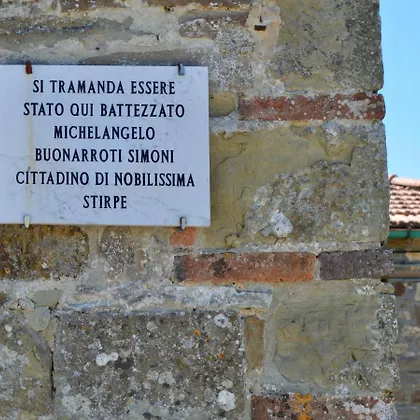 SI TRAMANDA ESSERE
STATO QUI BATTEZZATO
MICHELANGELO
BUONARROTI SIMONI
CITTADINO DI NOBILISSIMA
STIRPE